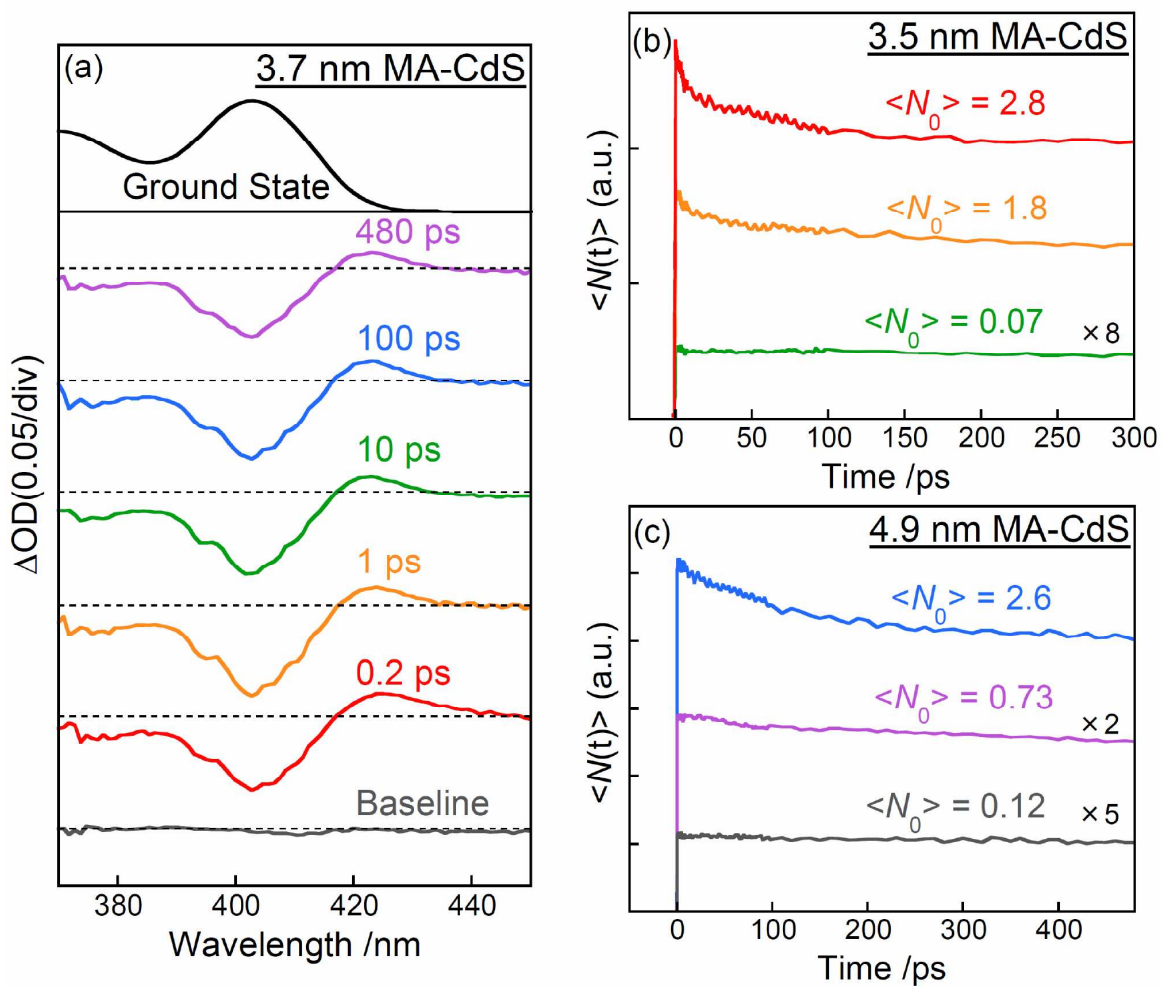 (a)
3.7 nm MA-CdS
Ground State
480 ps
100 ps
10 ps
1 ps
0.2 ps
Baseline
ΔOD(0.05/div)
380 400 420 440
Wavelength /nm
(b)
3.5 nm MA-CdS
<N0> = 2.8
<N0> = 1.8
<N0> = 0.07 ×8
<N(t)> (a.u.)
0 50 100 150 200 250 300
Time /ps
(c)
4.9 nm MA-CdS
<N0> = 2.6
<N0> = 0.73 ×2
<N0> = 0.12 ×5
<N(t)> (a.u.)
0 100 200 300 400
Time /ps